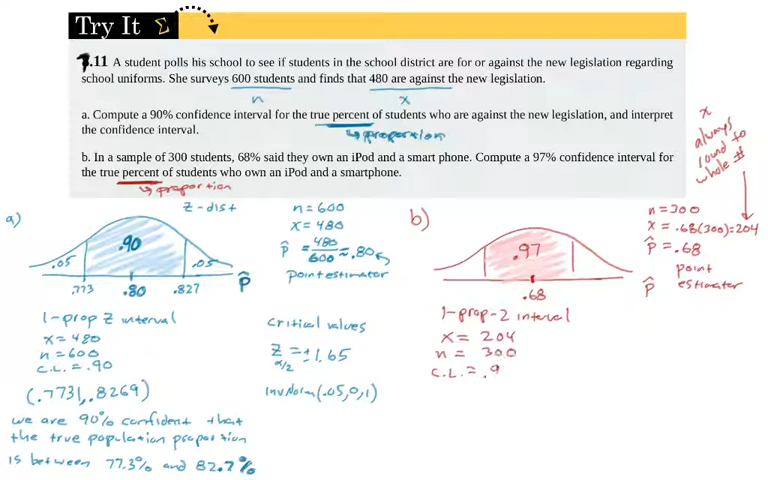 Try It Σ
7.11 A student polls his school to see if students in the school district are for or against the new legislation regarding
school uniforms. She surveys 600 students and finds that 480 are against the new legislation.
n x
a. Compute a 90% confidence interval for the true percent of students who are against the new legislation, and interpret
the confidence interval.
↳ proportion
b. In a sample of 300 students, 68% said they own an iPod and a smart phone. Compute a 97% confidence interval for
the true percent of students who own an iPod and a smartphone.
↳ proportion
x
always
round to
whole #
a)
z-dist
.90
.05 .05
.773 .80 .827 p̂
n=600
x=480
p̂ = 480/600 ≈ .80
point estimator
1-prop Z interval
x=480
n=600
C.L. = .90
(.7731, .8269)
we are 90% confident that
the true population proportion
is between 77.3% and 82.7%
critical values
Z α/2 = ±1.65
invNorm(.05,0,1)
b)
.97
.68 p̂
n=300
x = .68(300)=204
p̂ = .68
point
estimator
1-prop-Z interval
x = 204
n = 300
C.L. = .9